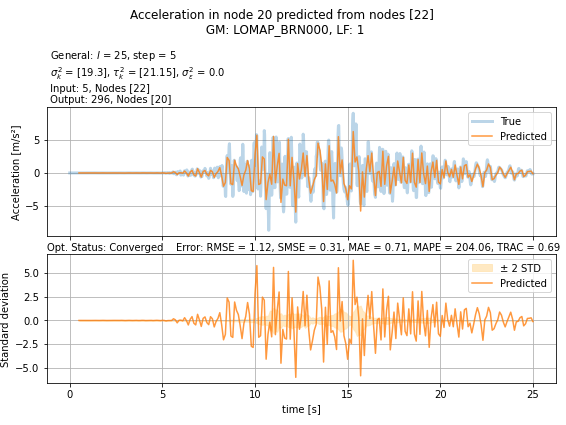 Acceleration in node 20 predicted from nodes [22]
GM: LOMAP_BRN000, LF: 1
General: l = 25, step = 5
σ²ₖ = [19.3], τ²ₖ = [21.15], σ²_ε = 0.0
Input: 5, Nodes [22]
Output: 296, Nodes [20]
Acceleration [m/s²]
5
0
−5
True
Predicted
Opt. Status: Converged Error: RMSE = 1.12, SMSE = 0.31, MAE = 0.71, MAPE = 204.06, TRAC = 0.69
Standard deviation
5.0
2.5
0.0
−2.5
−5.0
± 2 STD
Predicted
0 5 10 15 20 25
time [s]